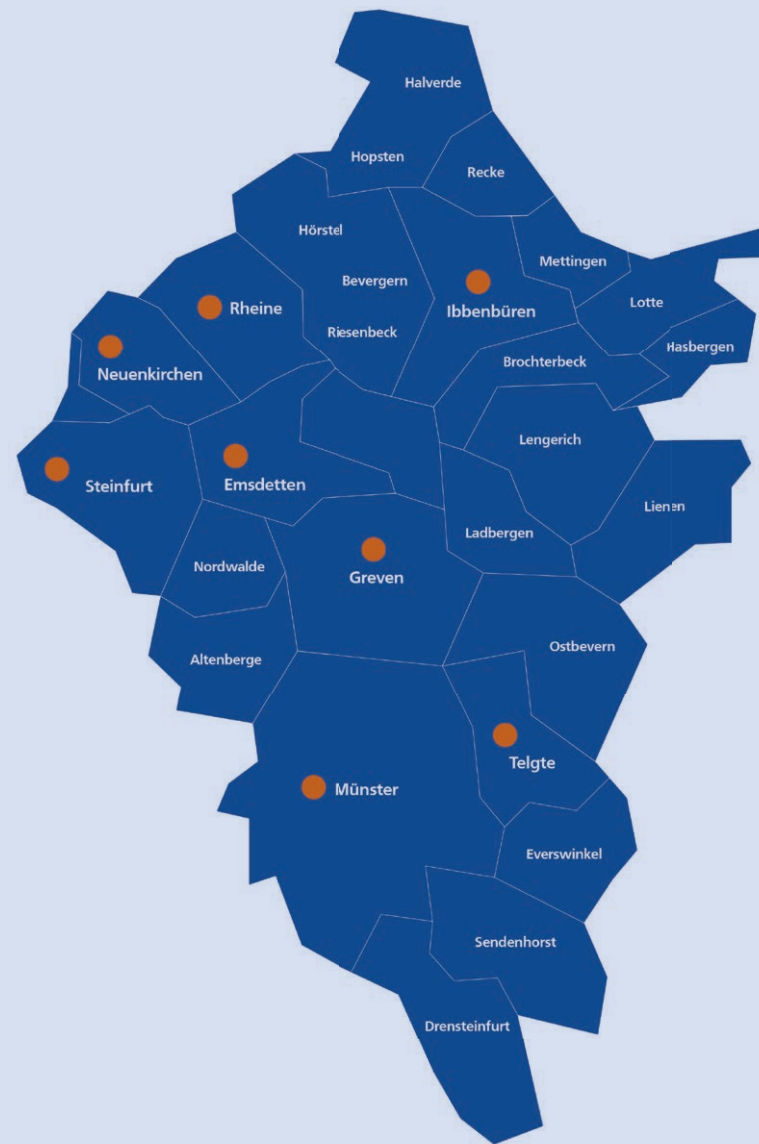 Halverde
Hopsten
Recke
Hörstel
Mettingen
Bevergern
Lotte
Rheine
Ibbenbüren
Riesenbeck
Hasbergen
Brochterbeck
Neuenkirchen
Lengerich
Emsdetten
Steinfurt
Lienen
Ladbergen
Nordwalde
Greven
Ostbevern
Altenberge
Telgte
Münster
Everswinkel
Sendenhorst
Drensteinfurt